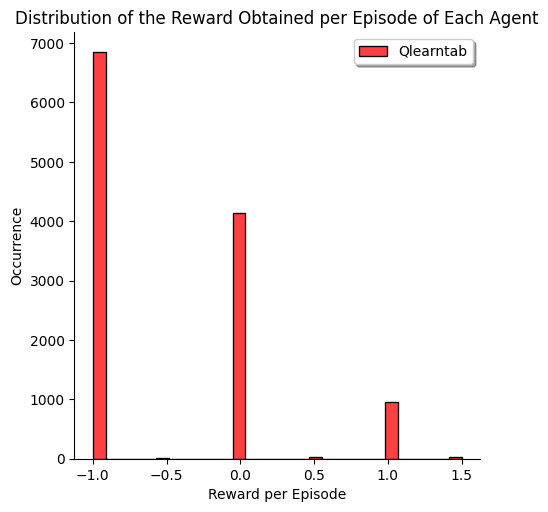 Distribution of the Reward Obtained per Episode of Each Agent
Qlearntab
7000
6000
5000
4000
3000
2000
1000
0
Occurrence
−1.0 −0.5 0.0 0.5 1.0 1.5
Reward per Episode